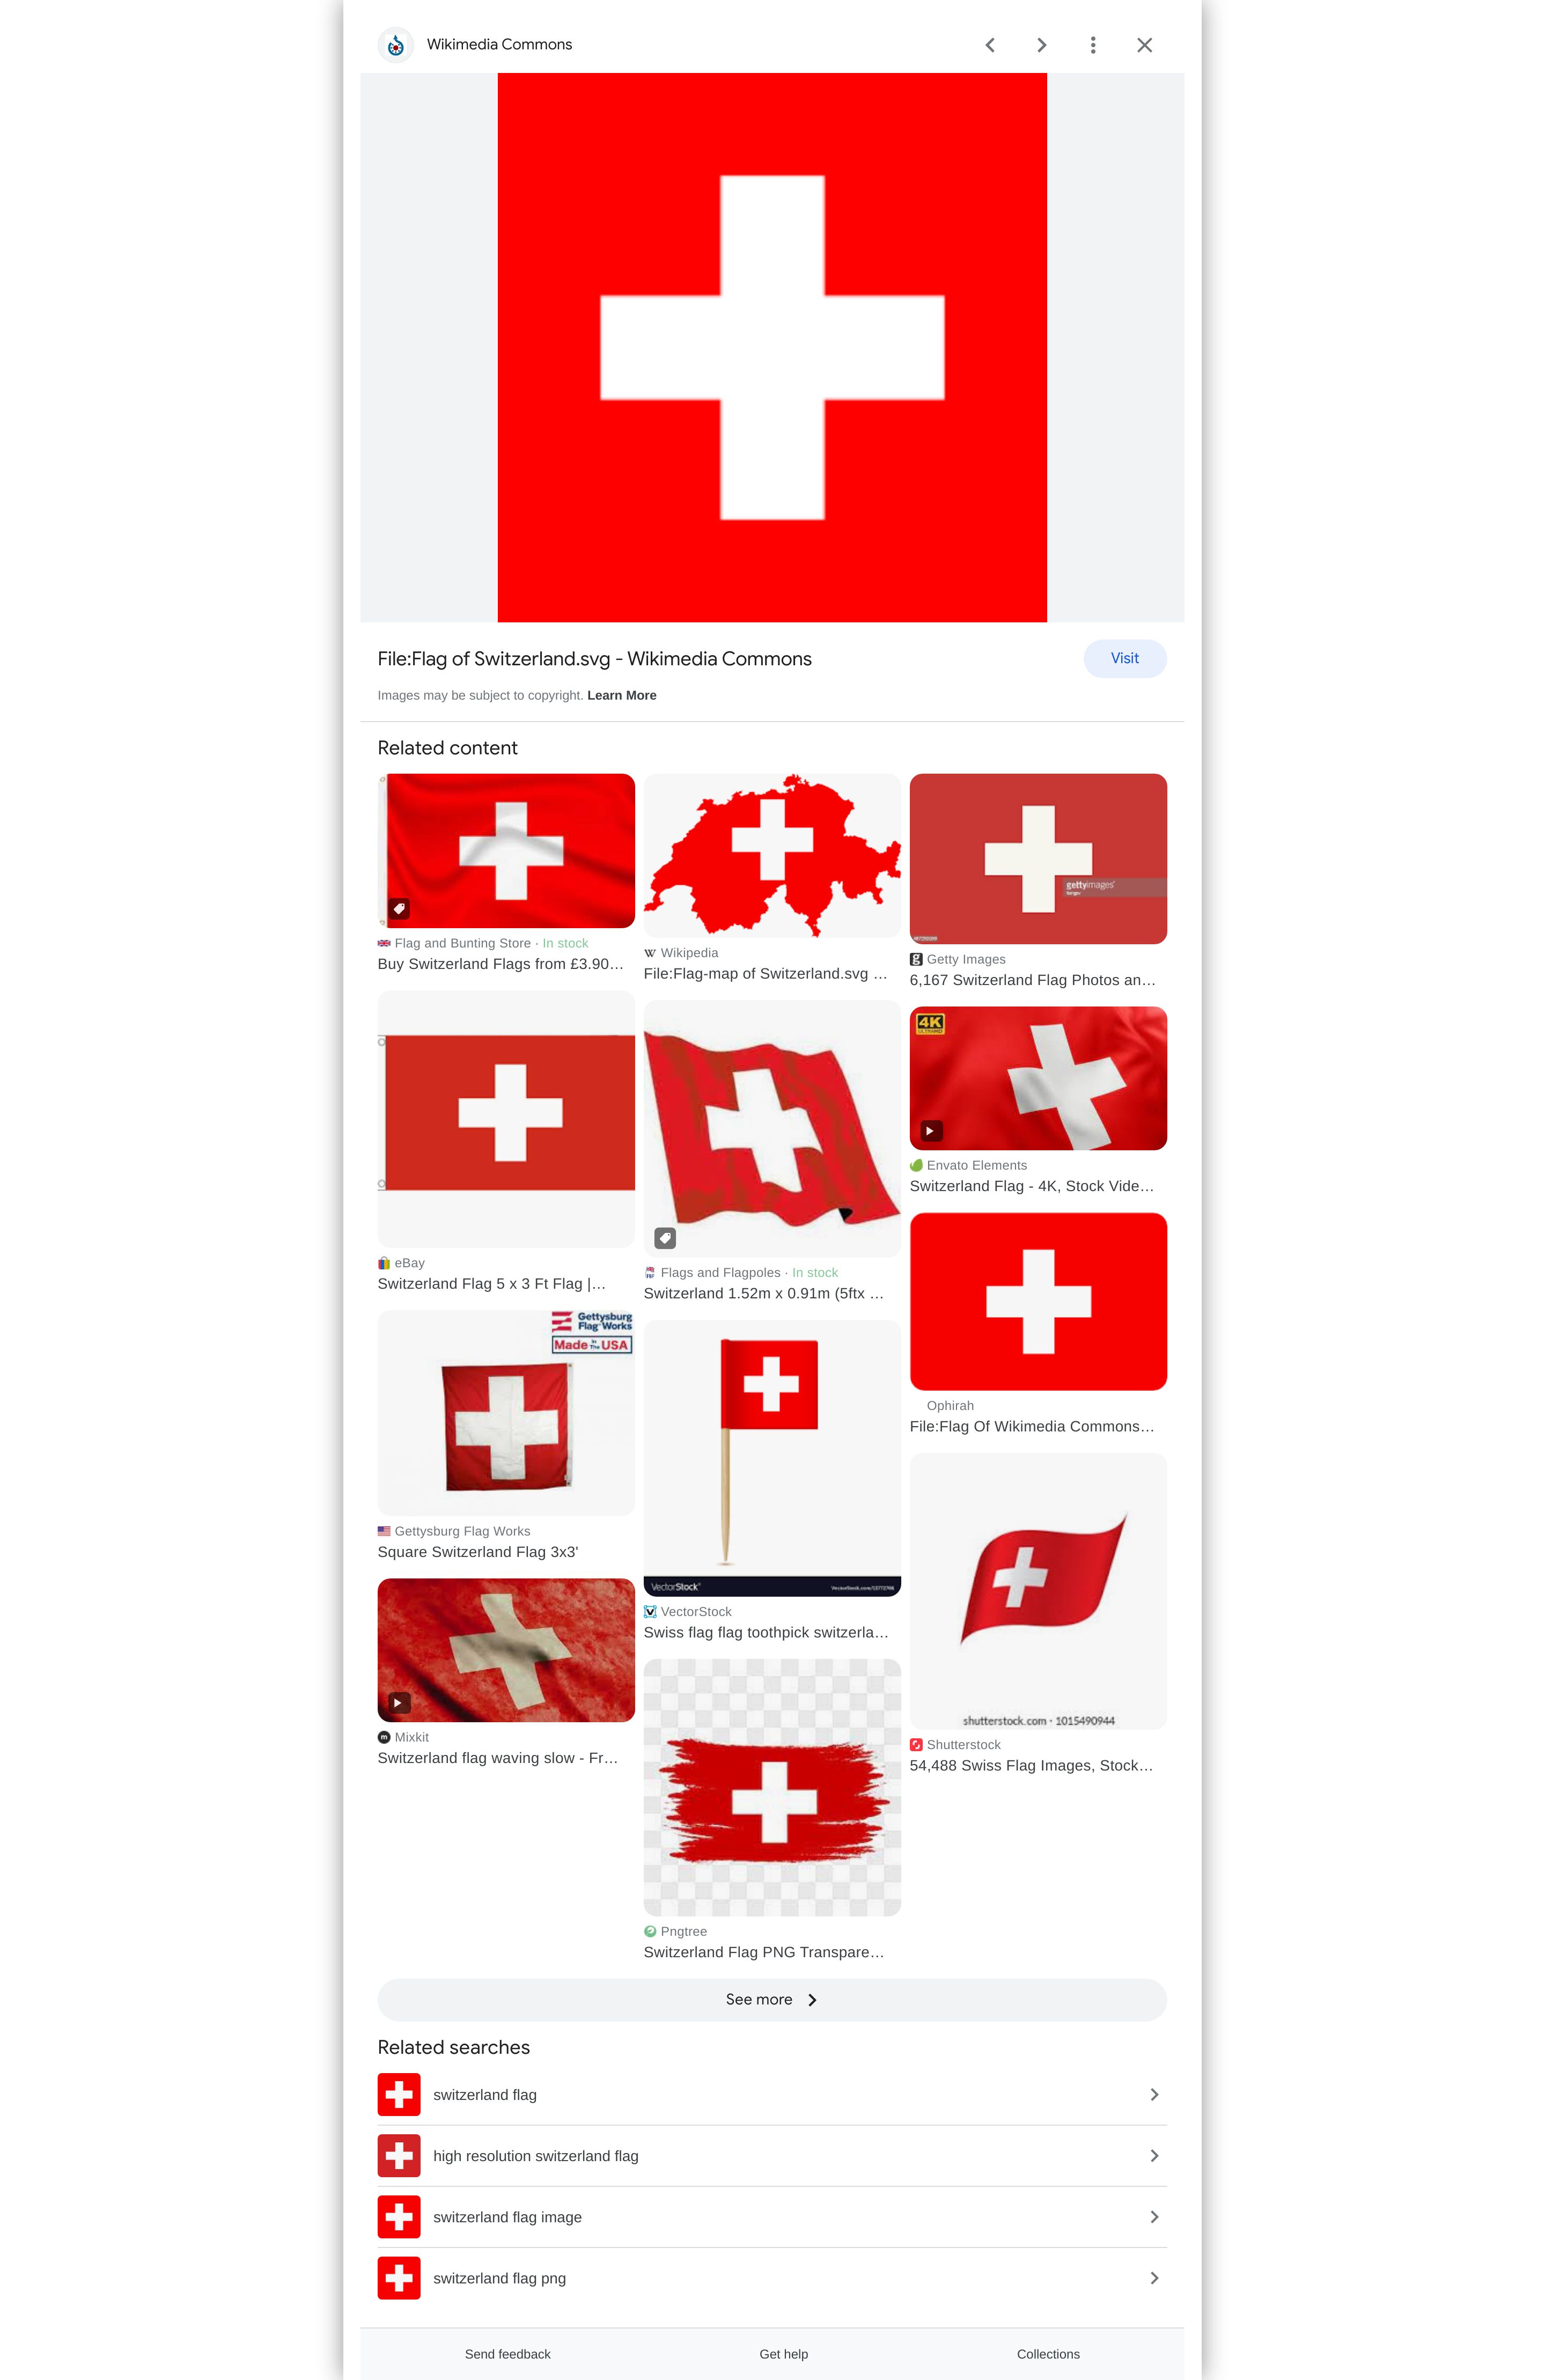 Wikimedia Commons
File:Flag of Switzerland.svg - Wikimedia Commons
Visit
Images may be subject to copyright. Learn More
Related content
Flag and Bunting Store · In stock
Buy Switzerland Flags from £3.90…
eBay
Switzerland Flag 5 x 3 Ft Flag |…
Gettysburg
Flag Works
Made In The USA
Gettysburg Flag Works
Square Switzerland Flag 3x3'
Mixkit
Switzerland flag waving slow - Fr…
Wikipedia
File:Flag-map of Switzerland.svg …
Flags and Flagpoles · In stock
Switzerland 1.52m x 0.91m (5ftx …
VectorStock®
VectorStock
Swiss flag flag toothpick switzerla…
Pngtree
Switzerland Flag PNG Transpare…
gettyimages®
Getty Images
6,167 Switzerland Flag Photos an…
4K
ULTRA HD
Envato Elements
Switzerland Flag - 4K, Stock Vide…
Ophirah
File:Flag Of Wikimedia Commons…
shutterstock.com · 1015490944
Shutterstock
54,488 Swiss Flag Images, Stock…
See more
Related searches
switzerland flag
high resolution switzerland flag
switzerland flag image
switzerland flag png
Send feedback
Get help
Collections